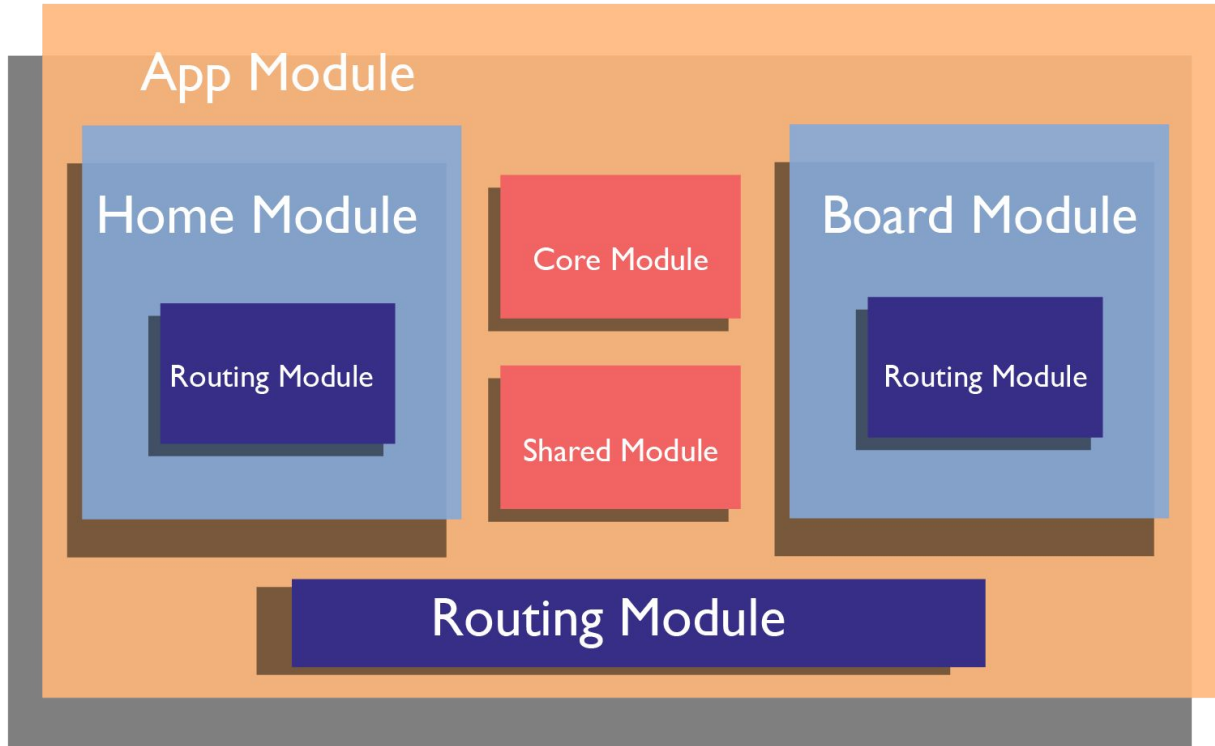 App Module
Home Module
Routing Module
Core Module
Shared Module
Board Module
Routing Module
Routing Module